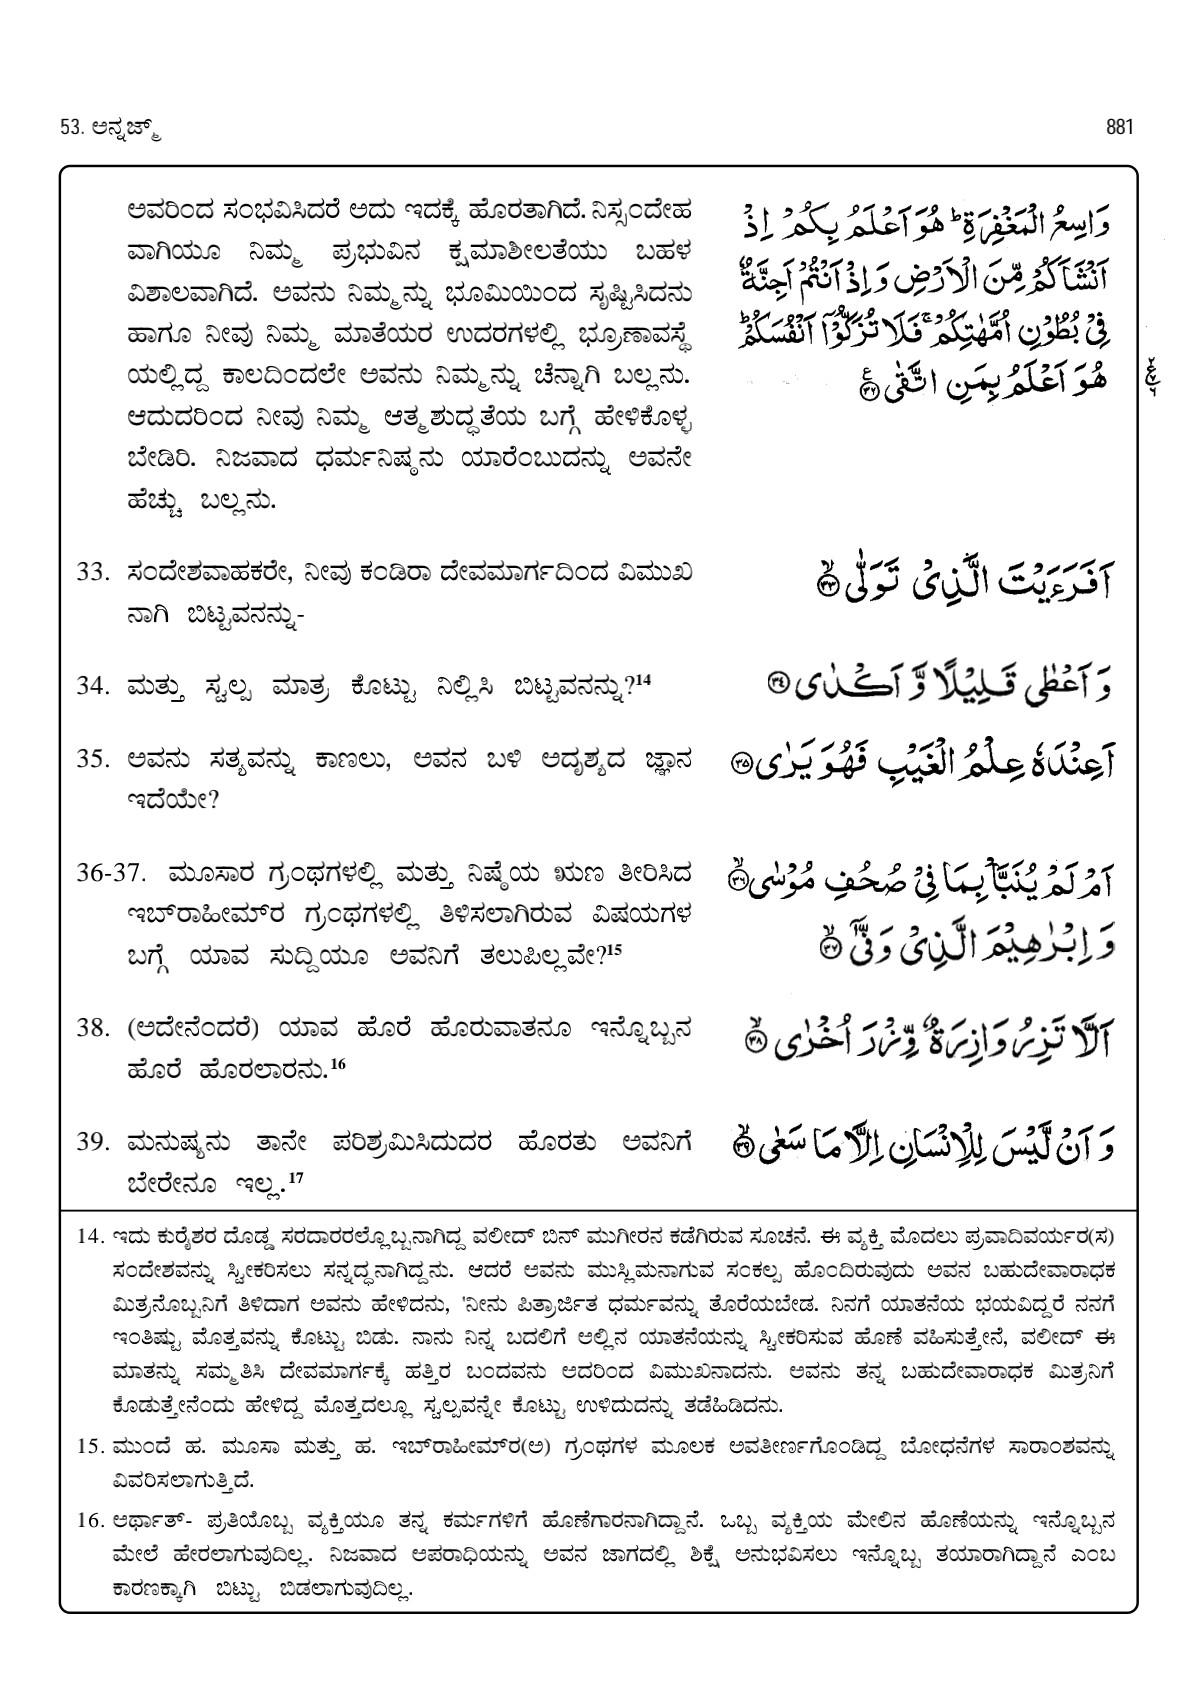 53. ಅನ್ನಜ್ಮ್
881
ಅವರಿಂದ ಸಂಭವಿಸಿದರೆ ಅದು ಇದಕ್ಕೆ ಹೊರತಾಗಿದೆ. ನಿಸ್ಸಂದೇಹ
ವಾಗಿಯೂ ನಿಮ್ಮ ಪ್ರಭುವಿನ ಕ್ಷಮಾಶೀಲತೆಯು ಬಹಳ
ವಿಶಾಲವಾಗಿದೆ. ಅವನು ನಿಮ್ಮನ್ನು ಭೂಮಿಯಿಂದ ಸೃಷ್ಟಿಸಿದನು
ಹಾಗೂ ನೀವು ನಿಮ್ಮ ಮಾತೆಯರ ಉದರಗಳಲ್ಲಿ ಭ್ರೂಣಾವಸ್ಥೆ
ಯಲ್ಲಿದ್ದ ಕಾಲದಿಂದಲೇ ಅವನು ನಿಮ್ಮನ್ನು ಚೆನ್ನಾಗಿ ಬಲ್ಲನು.
ಆದುದರಿಂದ ನೀವು ನಿಮ್ಮ ಆತ್ಮಶುದ್ಧತೆಯ ಬಗ್ಗೆ ಹೇಳಿಕೊಳ್ಳ
ಬೇಡಿರಿ. ನಿಜವಾದ ಧರ್ಮನಿಷ್ಠನು ಯಾರೆಂಬುದನ್ನು ಅವನೇ
ಹೆಚ್ಚು ಬಲ್ಲನು.
وَاسِعُ الْمَغْفِرَةِ ؕ هُوَ اَعْلَمُ بِكُمْ اِذْ
اَنْشَاَكُمْ مِّنَ الْاَرْضِ وَ اِذْ اَنْتُمْ اَجِنَّةٌ
فِىْ بُطُوْنِ اُمَّهٰتِكُمْ ۚ فَلَا تُزَكُّوْۤا اَنْفُسَكُمْ ؕ
هُوَ اَعْلَمُ بِمَنِ اتَّقٰى ﴿۳۲﴾
33. ಸಂದೇಶವಾಹಕರೇ, ನೀವು ಕಂಡಿರಾ ದೇವಮಾರ್ಗದಿಂದ ವಿಮುಖ
ನಾಗಿ ಬಿಟ್ಟವನನ್ನು-
اَفَرَءَيْتَ الَّذِىْ تَوَلّٰى ﴿۳۳﴾
34. ಮತ್ತು ಸ್ವಲ್ಪ ಮಾತ್ರ ಕೊಟ್ಟು ನಿಲ್ಲಿಸಿ ಬಿಟ್ಟವನನ್ನು?14
وَ اَعْطٰى قَلِيْلًا وَّ اَكْدٰى ﴿۳۴﴾
35. ಅವನು ಸತ್ಯವನ್ನು ಕಾಣಲು, ಅವನ ಬಳಿ ಅದೃಶ್ಯದ ಜ್ಞಾನ
ಇದೆಯೇ?
اَعِنْدَهٗ عِلْمُ الْغَيْبِ فَهُوَ يَرٰى ﴿۳۵﴾
36-37. ಮೂಸಾರ ಗ್ರಂಥಗಳಲ್ಲಿ ಮತ್ತು ನಿಷ್ಠೆಯ ಋಣ ತೀರಿಸಿದ
ಇಬ್‌ರಾಹೀಮ್‌ರ ಗ್ರಂಥಗಳಲ್ಲಿ ತಿಳಿಸಲಾಗಿರುವ ವಿಷಯಗಳ
ಬಗ್ಗೆ ಯಾವ ಸುದ್ದಿಯೂ ಅವನಿಗೆ ತಲುಪಿಲ್ಲವೇ?15
اَمْ لَمْ يُنَبَّاْ بِمَا فِىْ صُحُفِ مُوْسٰى ﴿۳۶﴾
وَ اِبْرٰهِيْمَ الَّذِىْ وَفّٰٓى ﴿۳۷﴾
38. (ಅದೇನೆಂದರೆ) ಯಾವ ಹೊರೆ ಹೊರುವಾತನೂ ಇನ್ನೊಬ್ಬನ
ಹೊರೆ ಹೊರಲಾರನು.16
اَلَّا تَزِرُ وَازِرَةٌ وِّزْرَ اُخْرٰى ﴿۳۸﴾
39. ಮನುಷ್ಯನು ತಾನೇ ಪರಿಶ್ರಮಿಸಿದುದರ ಹೊರತು ಅವನಿಗೆ
ಬೇರೇನೂ ಇಲ್ಲ.17
وَ اَنْ لَّيْسَ لِلْاِنْسَانِ اِلَّا مَا سَعٰى ﴿۳۹﴾
14. ಇದು ಕುರೈಶರ ದೊಡ್ಡ ಸರದಾರರಲ್ಲೊಬ್ಬನಾಗಿದ್ದ ವಲೀದ್ ಬಿನ್ ಮುಗೀರನ ಕಡೆಗಿರುವ ಸೂಚನೆ. ಈ ವ್ಯಕ್ತಿ ಮೊದಲು ಪ್ರವಾದಿವರ್ಯರ(ಸ)
ಸಂದೇಶವನ್ನು ಸ್ವೀಕರಿಸಲು ಸನ್ನದ್ಧನಾಗಿದ್ದನು. ಆದರೆ ಅವನು ಮುಸ್ಲಿಮನಾಗುವ ಸಂಕಲ್ಪ ಹೊಂದಿರುವುದು ಅವನ ಬಹುದೇವಾರಾಧಕ
ಮಿತ್ರನೊಬ್ಬನಿಗೆ ತಿಳಿದಾಗ ಅವನು ಹೇಳಿದನು, 'ನೀನು ಪಿತ್ರಾರ್ಜಿತ ಧರ್ಮವನ್ನು ತೊರೆಯಬೇಡ. ನಿನಗೆ ಯಾತನೆಯ ಭಯವಿದ್ದರೆ ನನಗೆ
ಇಂತಿಷ್ಟು ಮೊತ್ತವನ್ನು ಕೊಟ್ಟು ಬಿಡು. ನಾನು ನಿನ್ನ ಬದಲಿಗೆ ಅಲ್ಲಿನ ಯಾತನೆಯನ್ನು ಸ್ವೀಕರಿಸುವ ಹೊಣೆ ವಹಿಸುತ್ತೇನೆ, ವಲೀದ್ ಈ
ಮಾತನ್ನು ಸಮ್ಮತಿಸಿ ದೇವಮಾರ್ಗಕ್ಕೆ ಹತ್ತಿರ ಬಂದವನು ಅದರಿಂದ ವಿಮುಖನಾದನು. ಅವನು ತನ್ನ ಬಹುದೇವಾರಾಧಕ ಮಿತ್ರನಿಗೆ
ಕೊಡುತ್ತೇನೆಂದು ಹೇಳಿದ್ದ ಮೊತ್ತದಲ್ಲೂ ಸ್ವಲ್ಪವನ್ನೇ ಕೊಟ್ಟು ಉಳಿದುದನ್ನು ತಡೆಹಿಡಿದನು.
15. ಮುಂದೆ ಹ. ಮೂಸಾ ಮತ್ತು ಹ. ಇಬ್‌ರಾಹೀಮ್‌ರ(ಅ) ಗ್ರಂಥಗಳ ಮೂಲಕ ಅವತೀರ್ಣಗೊಂಡಿದ್ದ ಬೋಧನೆಗಳ ಸಾರಾಂಶವನ್ನು
ವಿವರಿಸಲಾಗುತ್ತಿದೆ.
16. ಅರ್ಥಾತ್- ಪ್ರತಿಯೊಬ್ಬ ವ್ಯಕ್ತಿಯೂ ತನ್ನ ಕರ್ಮಗಳಿಗೆ ಹೊಣೆಗಾರನಾಗಿದ್ದಾನೆ. ಒಬ್ಬ ವ್ಯಕ್ತಿಯ ಮೇಲಿನ ಹೊಣೆಯನ್ನು ಇನ್ನೊಬ್ಬನ
ಮೇಲೆ ಹೇರಲಾಗುವುದಿಲ್ಲ. ನಿಜವಾದ ಅಪರಾಧಿಯನ್ನು ಅವನ ಜಾಗದಲ್ಲಿ ಶಿಕ್ಷೆ ಅನುಭವಿಸಲು ಇನ್ನೊಬ್ಬ ತಯಾರಾಗಿದ್ದಾನೆ ಎಂಬ
ಕಾರಣಕ್ಕಾಗಿ ಬಿಟ್ಟು ಬಿಡಲಾಗುವುದಿಲ್ಲ.